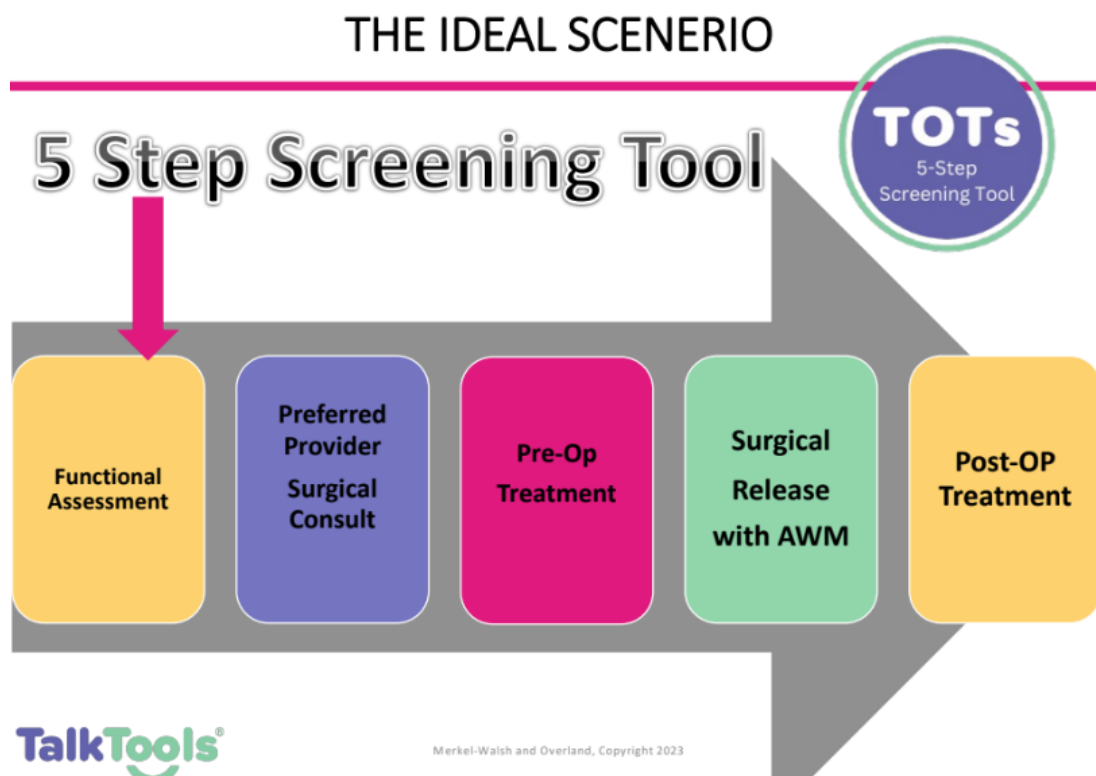 THE IDEAL SCENERIO
5 Step Screening Tool
TOTs
5-Step
Screening Tool
Functional
Assessment
Preferred
Provider
Surgical
Consult
Pre-Op
Treatment
Surgical
Release
with AWM
Post-OP
Treatment
TalkTools®
Merkel-Walsh and Overland, Copyright 2023